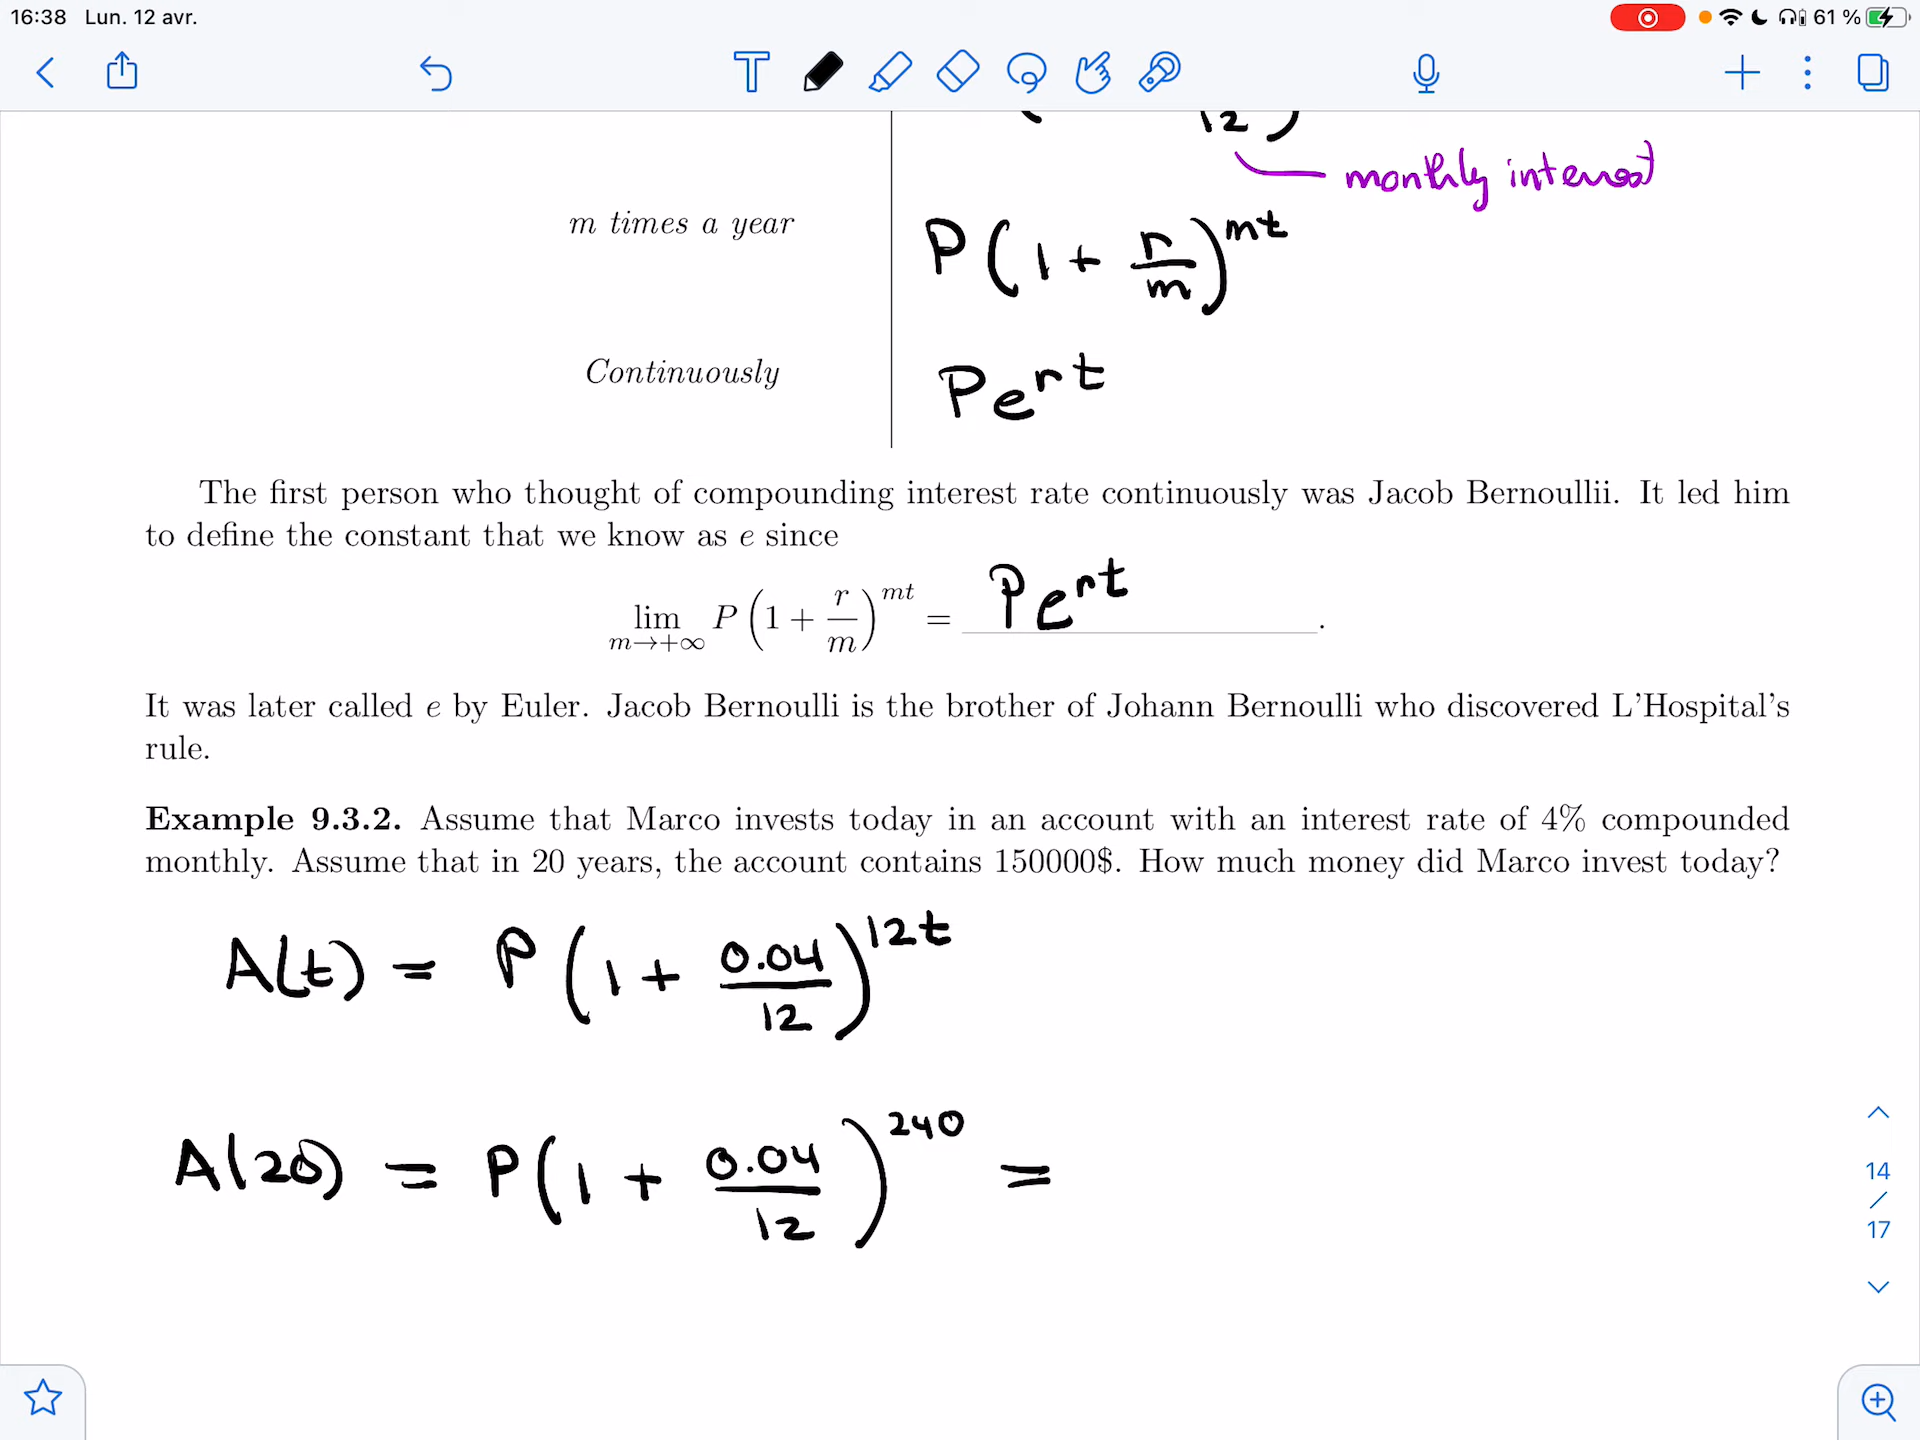 16:38 Lun. 12 avr. 61 %
T
12 )
monthly interest
m times a year P(1 + r/m)^mt
Continuously Pe^rt
The first person who thought of compounding interest rate continuously was Jacob Bernoullii. It led him
to define the constant that we know as e since
lim m→+∞ P (1 + r/m)^mt = Pe^rt .
It was later called e by Euler. Jacob Bernoulli is the brother of Johann Bernoulli who discovered L'Hospital's
rule.
Example 9.3.2. Assume that Marco invests today in an account with an interest rate of 4% compounded
monthly. Assume that in 20 years, the account contains 150000$. How much money did Marco invest today?
A(t) = P (1 + 0.04/12)^12t
A(20) = P(1 + 0.04/12)^240 =
14
/
17